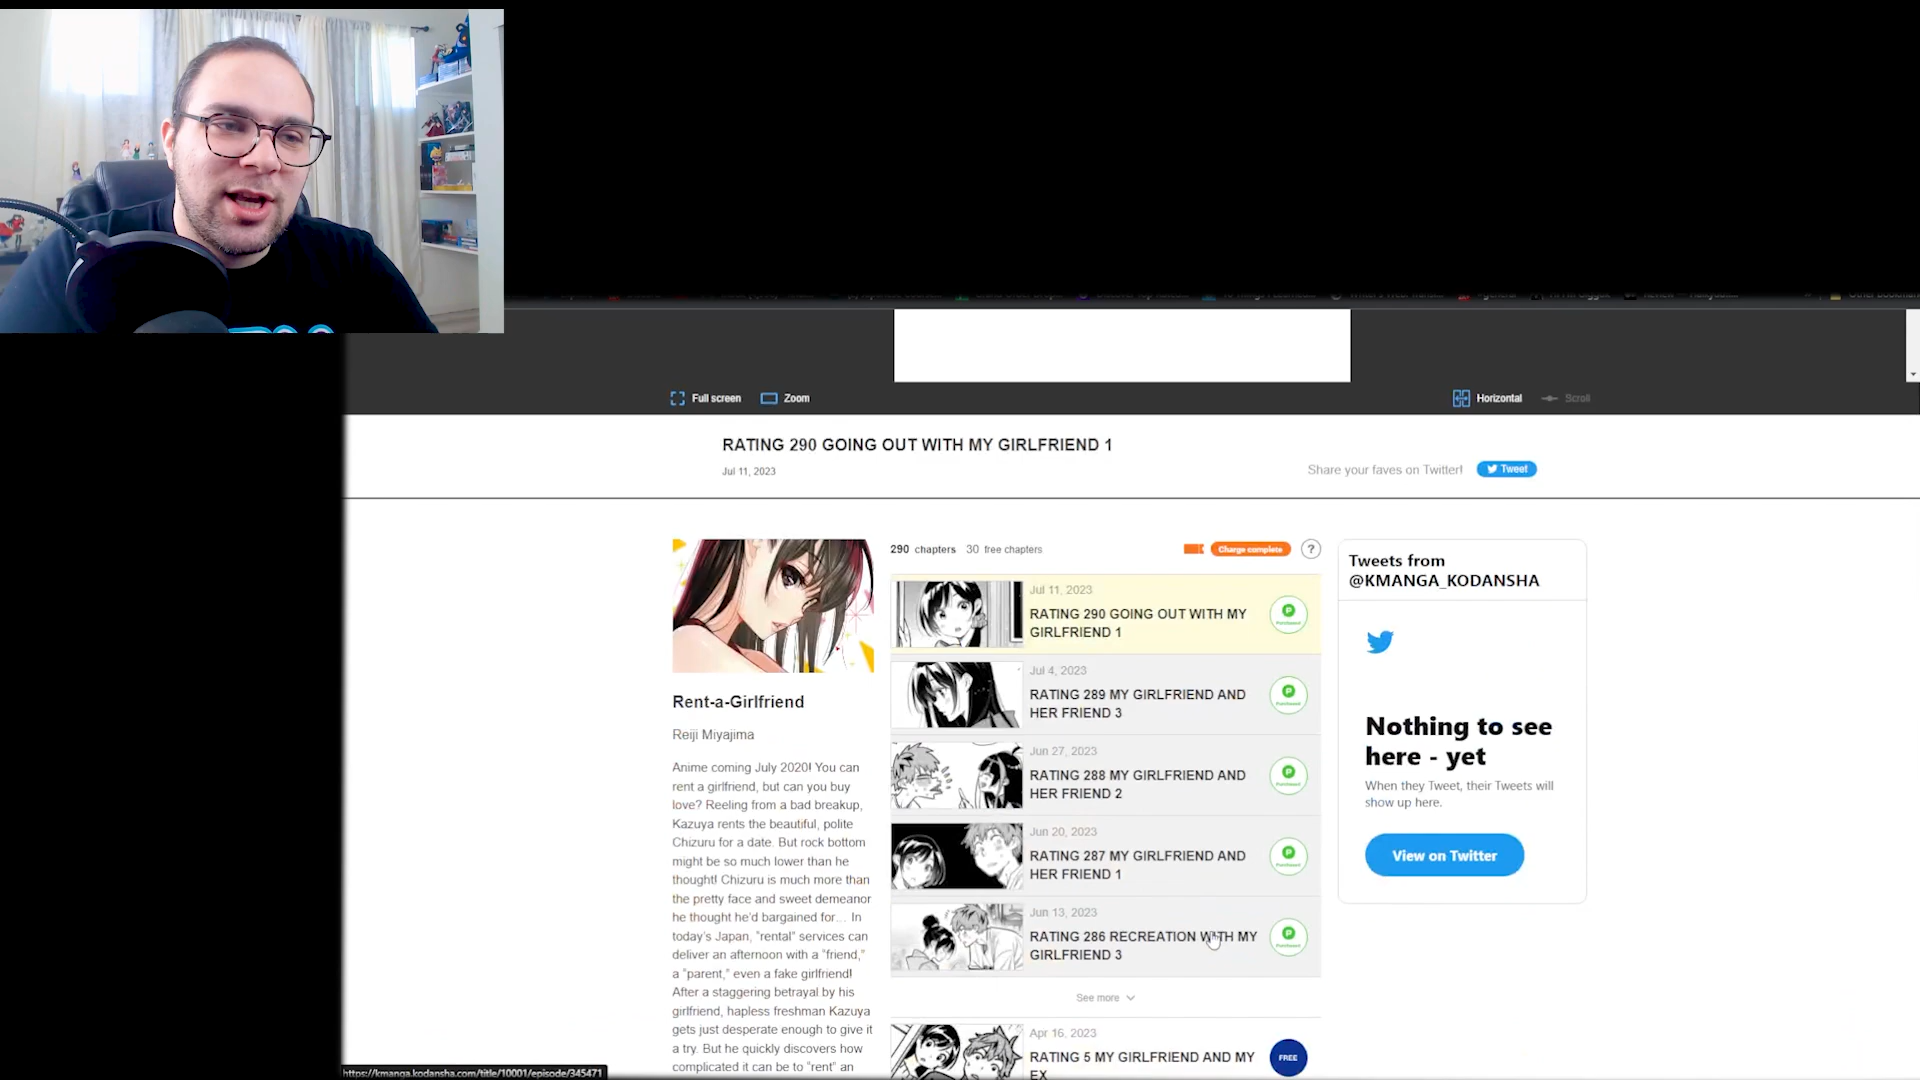 Full screen
Zoom
Horizontal
Scroll
RATING 290 GOING OUT WITH MY GIRLFRIEND 1
Jul 11, 2023
Share your faves on Twitter!
Tweet
Rent-a-Girlfriend
Reiji Miyajima
Anime coming July 2020! You can
rent a girlfriend, but can you buy
love? Reeling from a bad breakup,
Kazuya rents the beautiful, polite
Chizuru for a date. But rock bottom
might be so much lower than he
thought! Chizuru is much more than
the pretty face and sweet demeanor
he thought he'd bargained for... In
today's Japan, "rental" services can
deliver an afternoon with a "friend,"
a "parent," even a fake girlfriend!
After a staggering betrayal by his
girlfriend, hapless freshman Kazuya
gets just desperate enough to give it
a try. But he quickly discovers how
complicated it can be to "rent" an
290 chapters 30 free chapters
Charge complete
?
Jul 11, 2023
RATING 290 GOING OUT WITH MY
GIRLFRIEND 1
P
Purchased
Jul 4, 2023
RATING 289 MY GIRLFRIEND AND
HER FRIEND 3
P
Purchased
Jun 27, 2023
RATING 288 MY GIRLFRIEND AND
HER FRIEND 2
P
Purchased
Jun 20, 2023
RATING 287 MY GIRLFRIEND AND
HER FRIEND 1
P
Purchased
Jun 13, 2023
RATING 286 RECREATION WITH MY
GIRLFRIEND 3
P
Purchased
See more
Apr 16, 2023
RATING 5 MY GIRLFRIEND AND MY
EX
FREE
Tweets from
@KMANGA_KODANSHA
Nothing to see
here - yet
When they Tweet, their Tweets will
show up here.
View on Twitter
https://kmanga.kodansha.com/title/10001/episode/345471